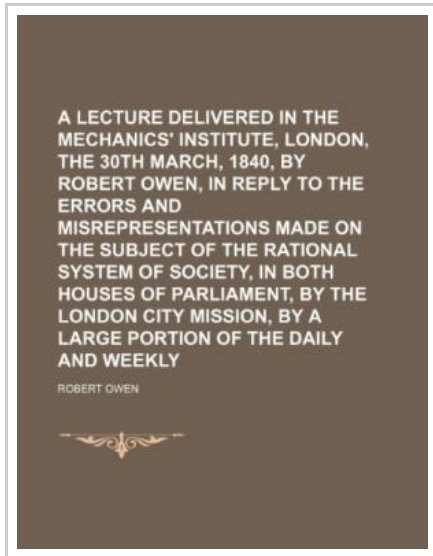 A LECTURE DELIVERED IN THE
MECHANICS' INSTITUTE, LONDON,
THE 30TH MARCH, 1840, BY
ROBERT OWEN, IN REPLY TO THE
ERRORS AND
MISREPRESENTATIONS MADE ON
THE SUBJECT OF THE RATIONAL
SYSTEM OF SOCIETY, IN BOTH
HOUSES OF PARLIAMENT, BY THE
LONDON CITY MISSION, BY A
LARGE PORTION OF THE DAILY
AND WEEKLY
ROBERT OWEN